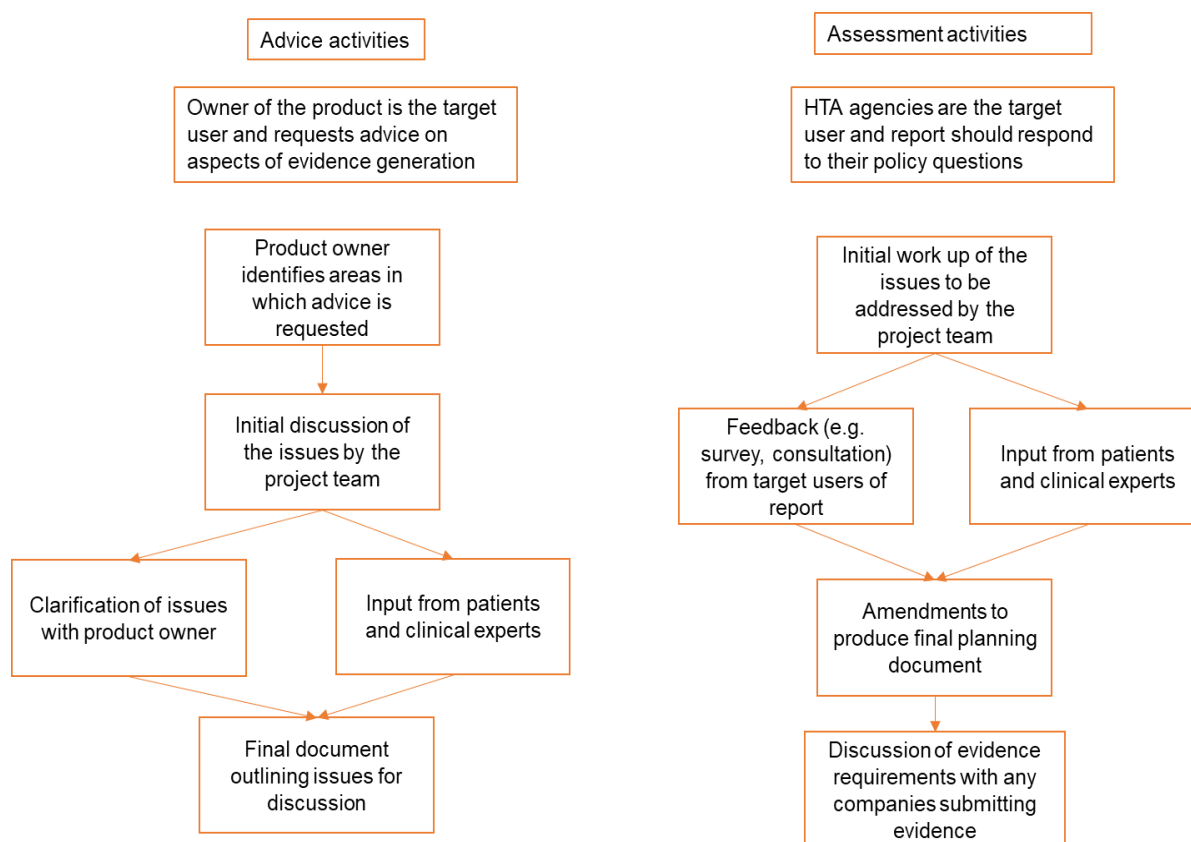 Advice activities
Owner of the product is the target
user and requests advice on
aspects of evidence generation
Product owner
identifies areas in
which advice is
requested
Initial discussion of
the issues by the
project team
Clarification of issues
with product owner
Input from patients
and clinical experts
Final document
outlining issues for
discussion
Assessment activities
HTA agencies are the target
user and report should respond
to their policy questions
Initial work up of the
issues to be
addressed by the
project team
Feedback (e.g.
survey, consultation)
from target users of
report
Input from patients
and clinical experts
Amendments to
produce final planning
document
Discussion of evidence
requirements with any
companies submitting
evidence